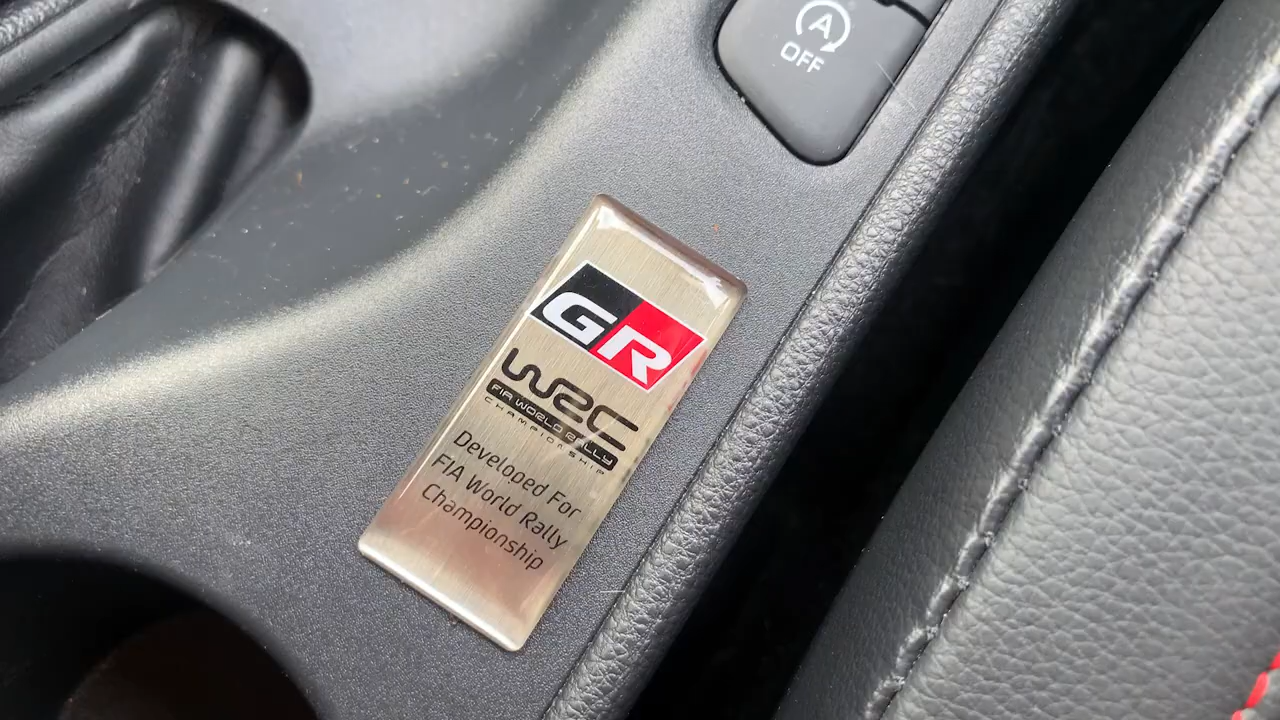 A
OFF
GR
WRC
FIA WORLD RALLY
CHAMPIONSHIP
Developed For
FIA World Rally
Championship